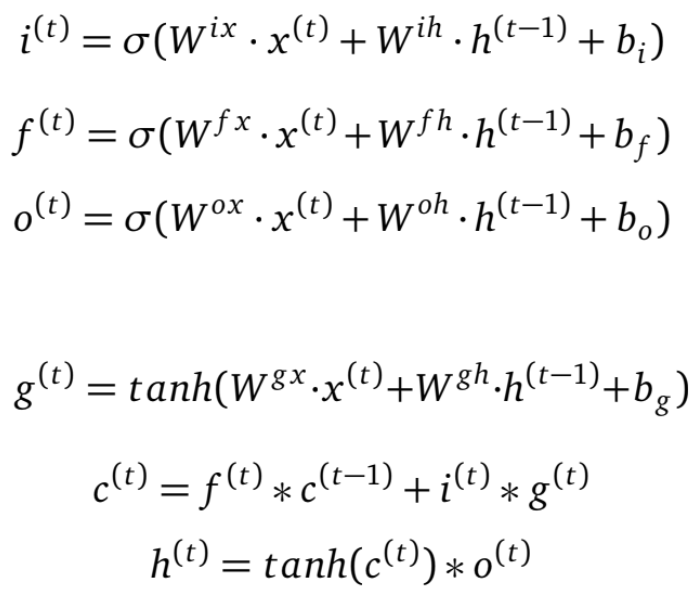 i^(t) = σ(W^ix · x^(t) + W^ih · h^(t−1) + b_i)
f^(t) = σ(W^fx · x^(t) + W^fh · h^(t−1) + b_f)
o^(t) = σ(W^ox · x^(t) + W^oh · h^(t−1) + b_o)
g^(t) = tanh(W^gx · x^(t) + W^gh · h^(t−1) + b_g)
c^(t) = f^(t) ∗ c^(t−1) + i^(t) ∗ g^(t)
h^(t) = tanh(c^(t)) ∗ o^(t)